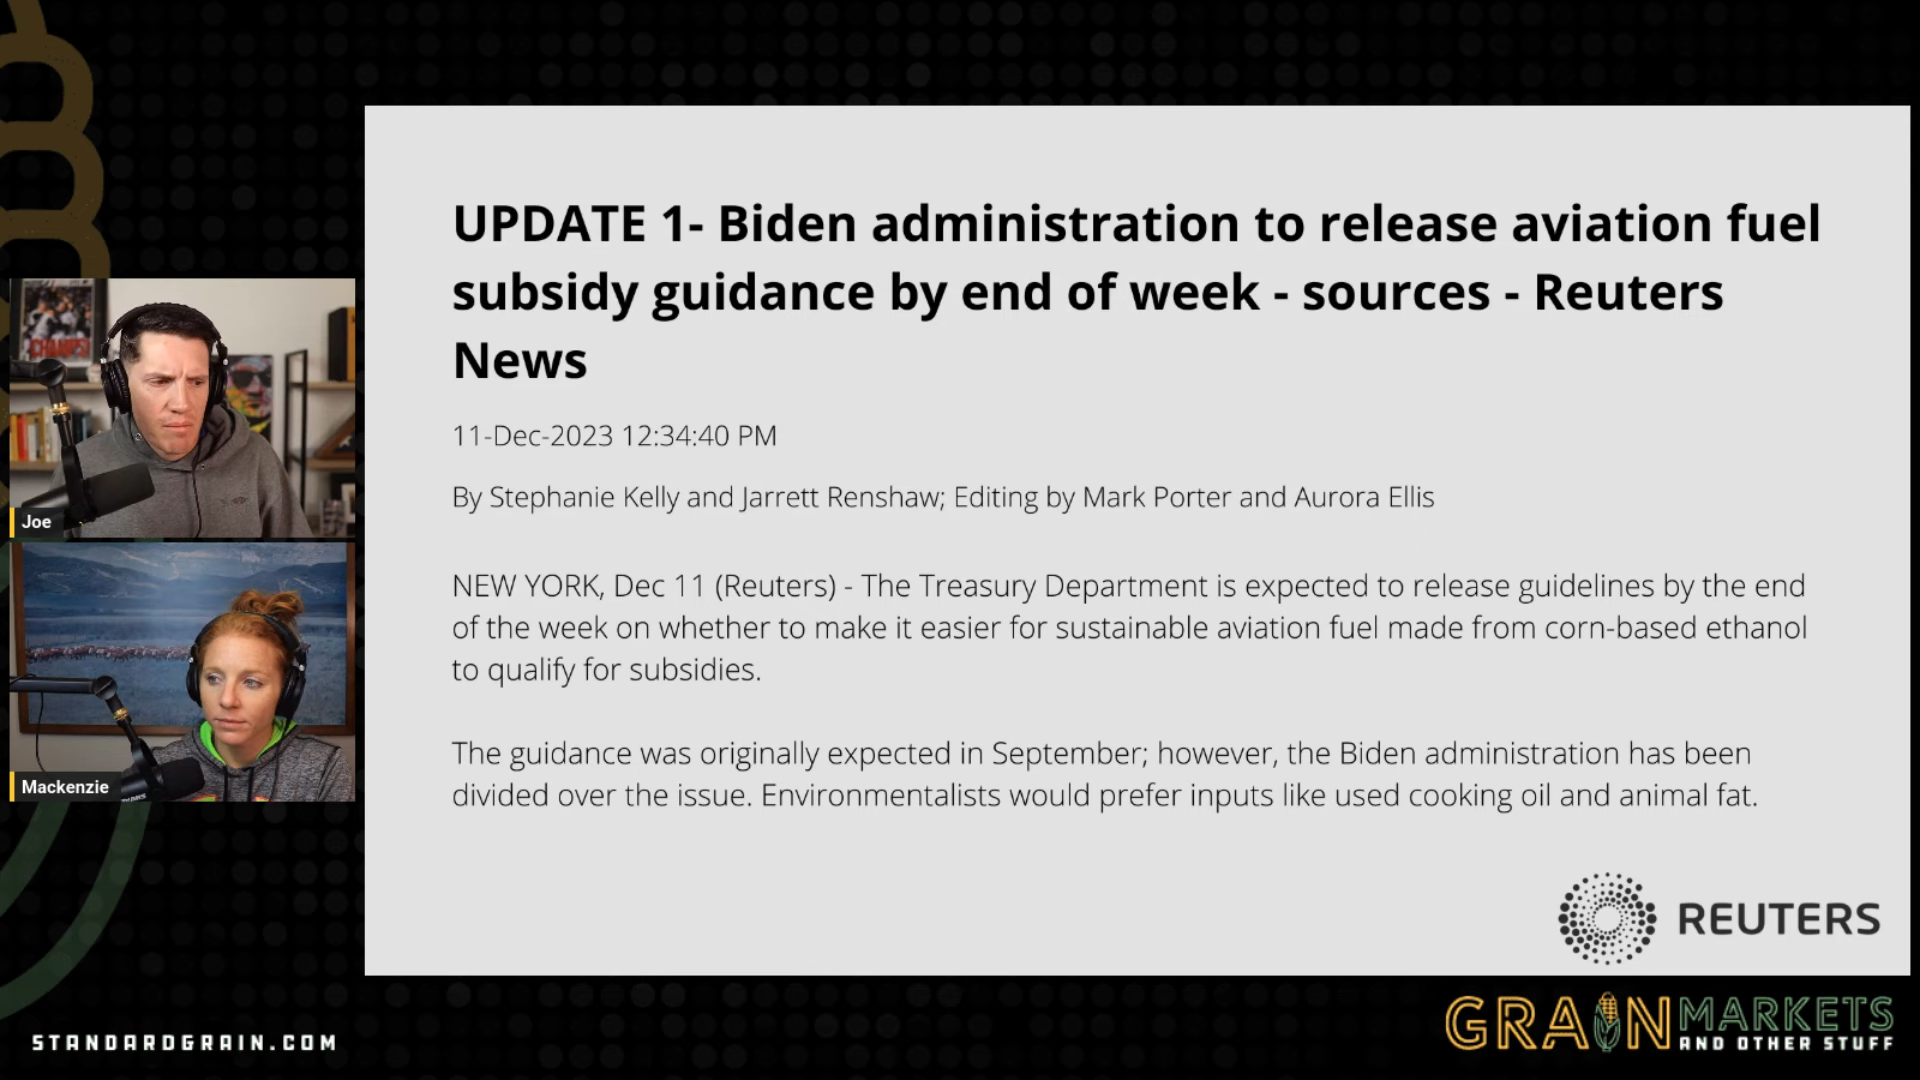 UPDATE 1- Biden administration to release aviation fuel
subsidy guidance by end of week - sources - Reuters
News
11-Dec-2023 12:34:40 PM
By Stephanie Kelly and Jarrett Renshaw; Editing by Mark Porter and Aurora Ellis
NEW YORK, Dec 11 (Reuters) - The Treasury Department is expected to release guidelines by the end
of the week on whether to make it easier for sustainable aviation fuel made from corn-based ethanol
to qualify for subsidies.
The guidance was originally expected in September; however, the Biden administration has been
divided over the issue. Environmentalists would prefer inputs like used cooking oil and animal fat.
REUTERS
CHAMPS!
Joe
Mackenzie
STANDARDGRAIN.COM
GRAIN MARKETS
AND OTHER STUFF